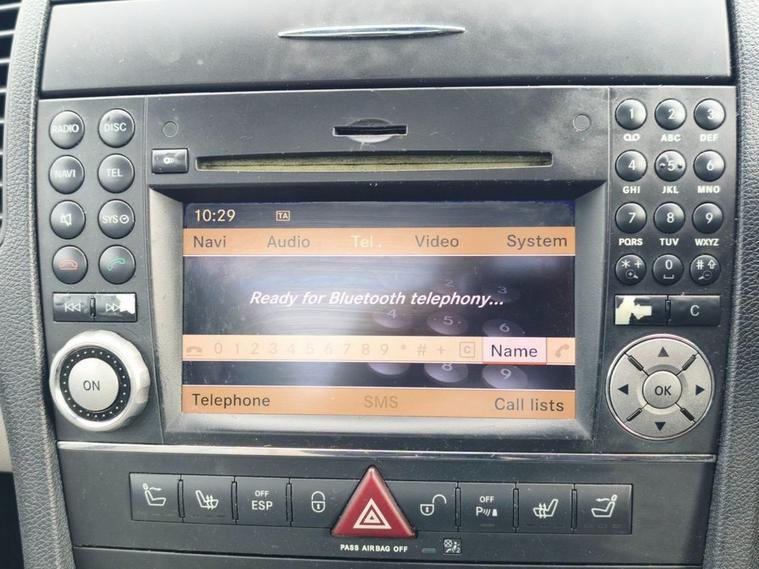 RADIO DISC
NAVI TEL
SYS
ON
10:29 TA
Navi Audio Tel. Video System
Ready for Bluetooth telephony...
0 1 2 3 4 5 6 7 8 9 * # + C Name
Telephone SMS Call lists
1 2 3
ABC DEF
4 5 6
GHI JKL MNO
7 8 9
PQRS TUV WXYZ
* + 0 #
C
OK
OFF
ESP
OFF
P
PASS AIRBAG OFF